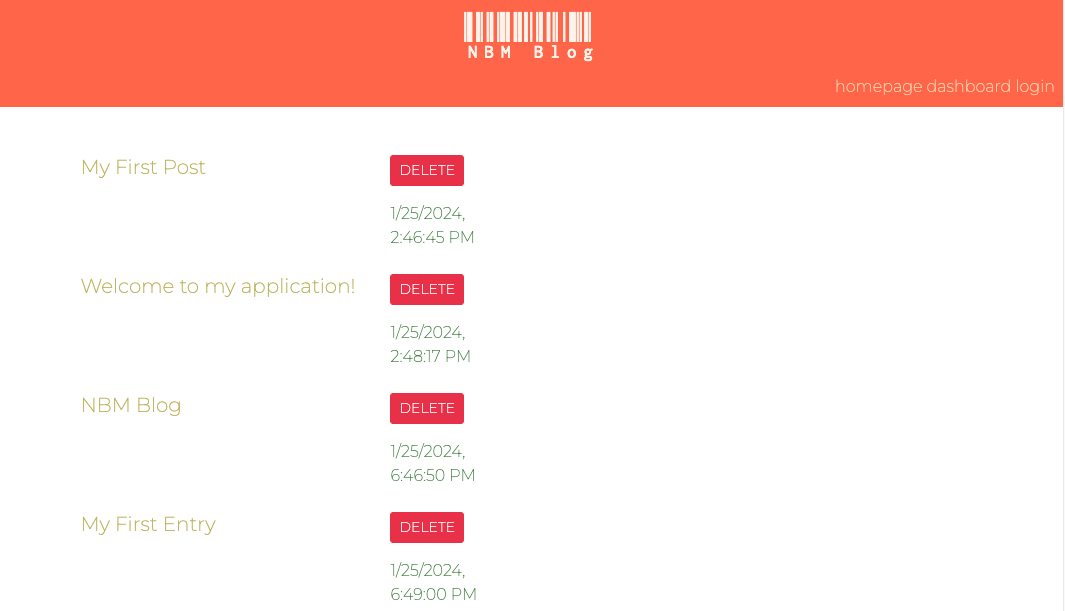 NBM Blog
homepage dashboard login
My First Post
DELETE
1/25/2024,
2:46:45 PM
Welcome to my application!
DELETE
1/25/2024,
2:48:17 PM
NBM Blog
DELETE
1/25/2024,
6:46:50 PM
My First Entry
DELETE
1/25/2024,
6:49:00 PM